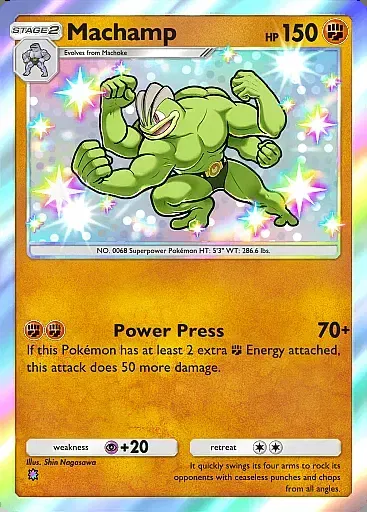 STAGE 2 Machamp HP 150
Evolves from Machoke
NO. 0068 Superpower Pokémon HT: 5'3" WT: 286.6 lbs.
Power Press 70+
If this Pokémon has at least 2 extra Energy attached,
this attack does 50 more damage.
weakness +20 retreat
Illus. Shin Nagasawa
It quickly swings its four arms to rock its
opponents with ceaseless punches and chops
from all angles.